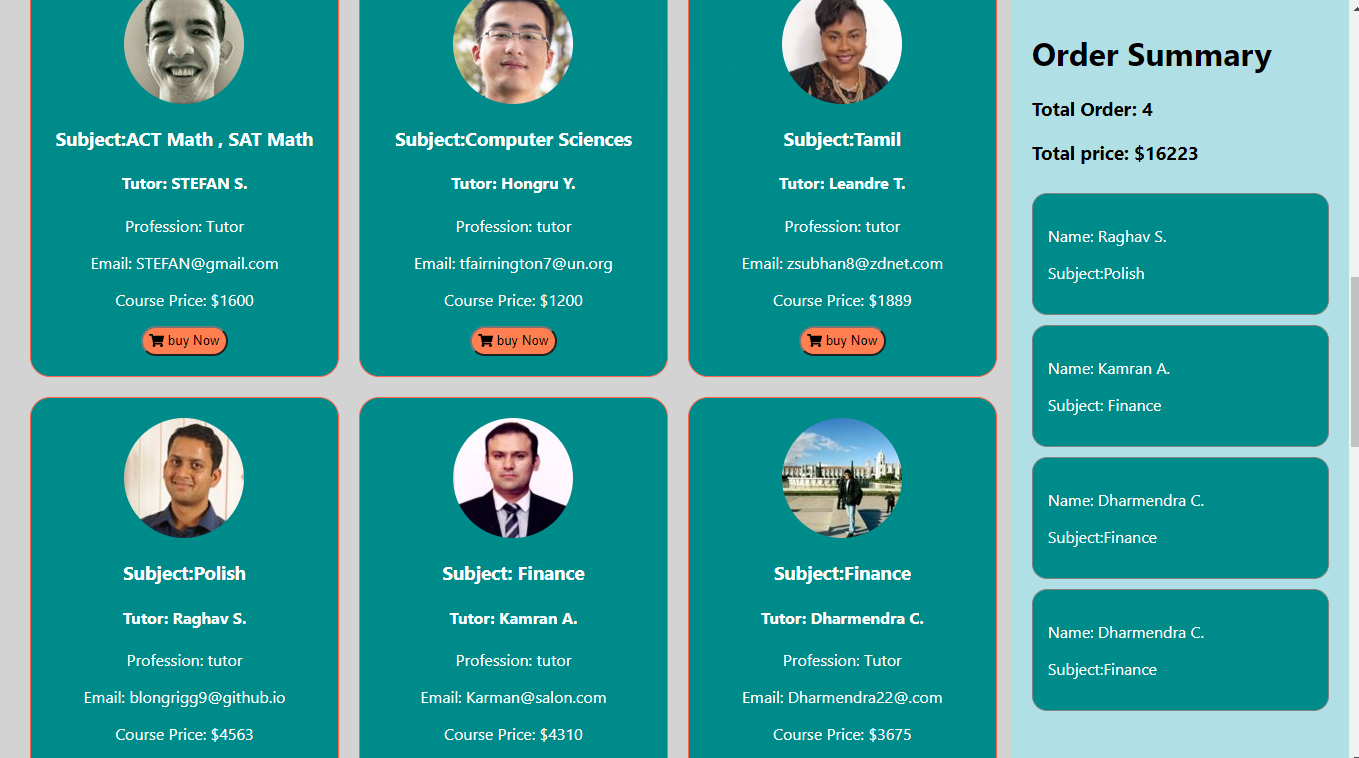 Subject:ACT Math , SAT Math
Tutor: STEFAN S.
Profession: Tutor
Email: STEFAN@gmail.com
Course Price: $1600
buy Now
Subject:Computer Sciences
Tutor: Hongru Y.
Profession: tutor
Email: tfairnington7@un.org
Course Price: $1200
buy Now
Subject:Tamil
Tutor: Leandre T.
Profession: tutor
Email: zsubhan8@zdnet.com
Course Price: $1889
buy Now
Subject:Polish
Tutor: Raghav S.
Profession: tutor
Email: blongrigg9@github.io
Course Price: $4563
Subject: Finance
Tutor: Kamran A.
Profession: tutor
Email: Karman@salon.com
Course Price: $4310
Subject:Finance
Tutor: Dharmendra C.
Profession: Tutor
Email: Dharmendra22@.com
Course Price: $3675
Order Summary
Total Order: 4
Total price: $16223
Name: Raghav S.
Subject:Polish
Name: Kamran A.
Subject: Finance
Name: Dharmendra C.
Subject:Finance
Name: Dharmendra C.
Subject:Finance